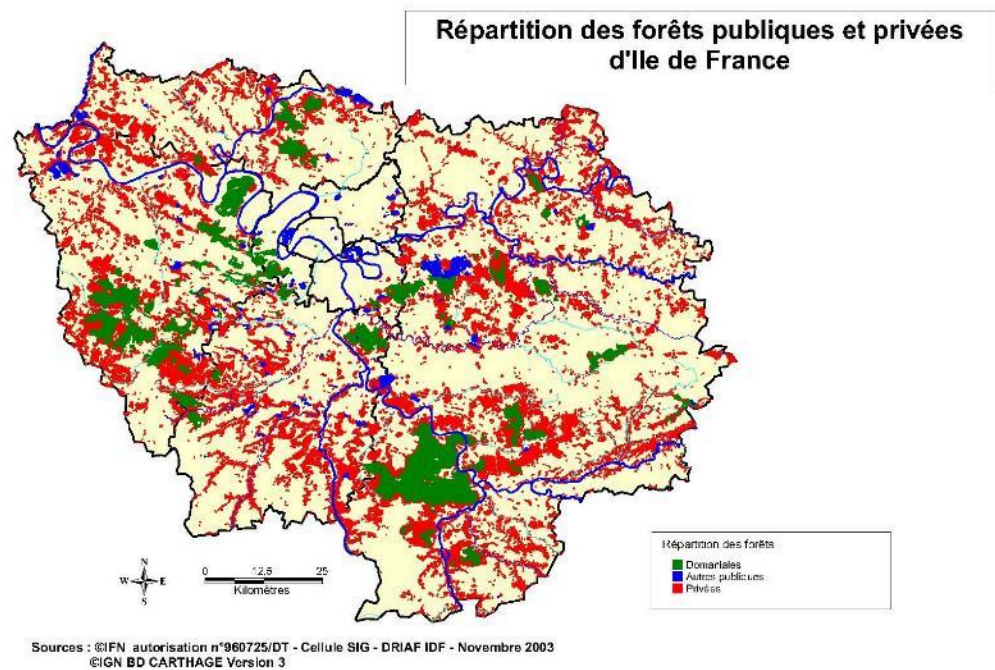 Répartition des forêts publiques et privées
d'Ile de France
Répartition des forêts
Domaniales
Autres publiques
Privées
N
W E
S
0 12,5 25
Kilomètres
Sources : ©IFN autorisation n°960725/DT - Cellule SIG - DRIAF IDF - Novembre 2003
©IGN BD CARTHAGE Version 3